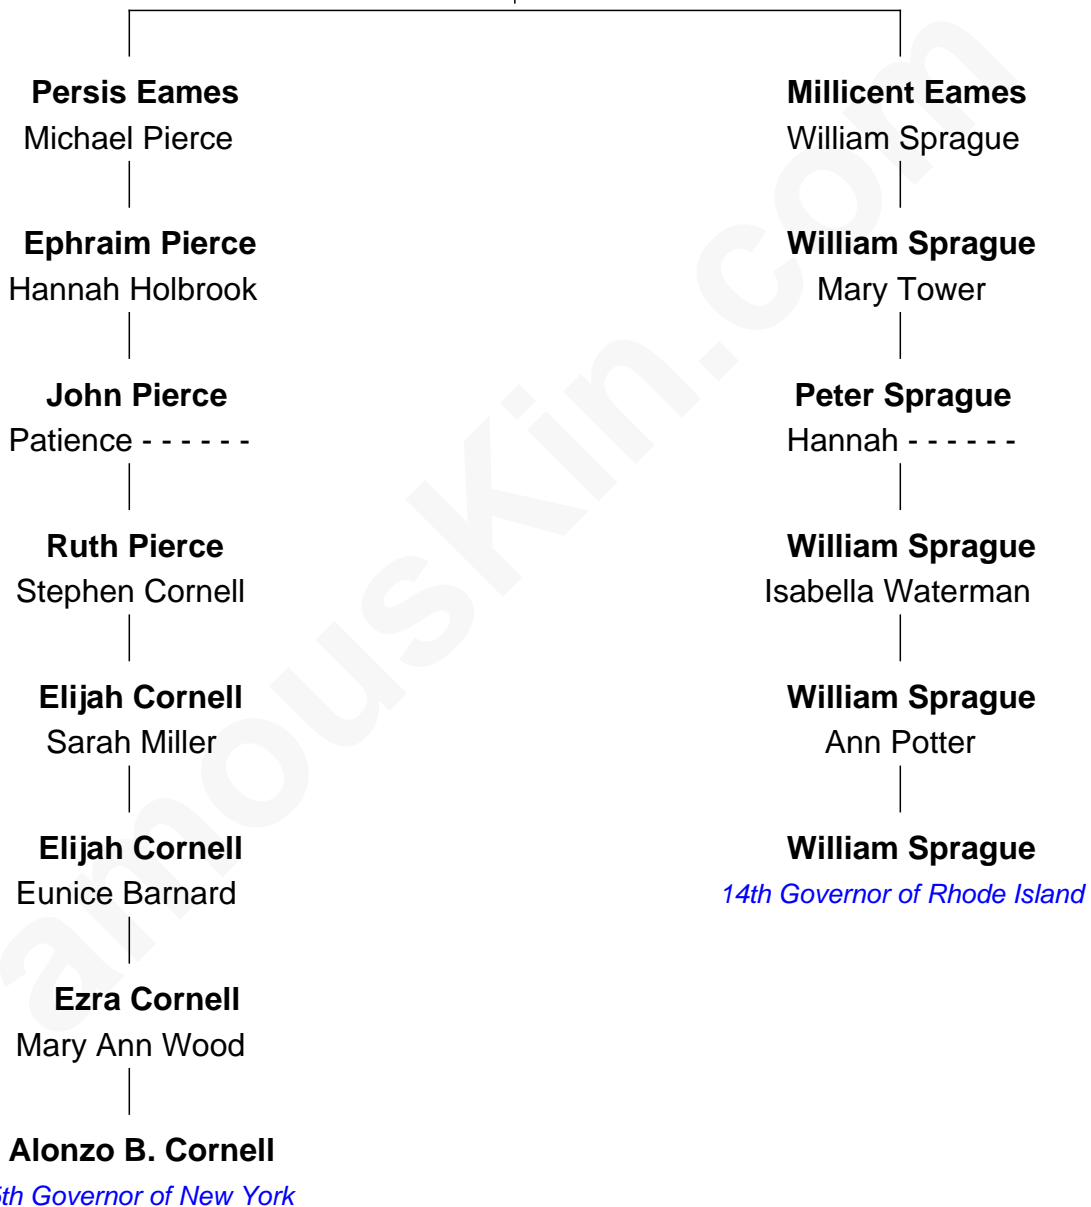 Persis Eames
Michael Pierce
Ephraim Pierce
Hannah Holbrook
John Pierce
Patience - - - - - -
Ruth Pierce
Stephen Cornell
Elijah Cornell
Sarah Miller
Elijah Cornell
Eunice Barnard
Ezra Cornell
Mary Ann Wood
Alonzo B. Cornell
5th Governor of New York
Millicent Eames
William Sprague
William Sprague
Mary Tower
Peter Sprague
Hannah - - - - - -
William Sprague
Isabella Waterman
William Sprague
Ann Potter
William Sprague
14th Governor of Rhode Island
amouskin.com